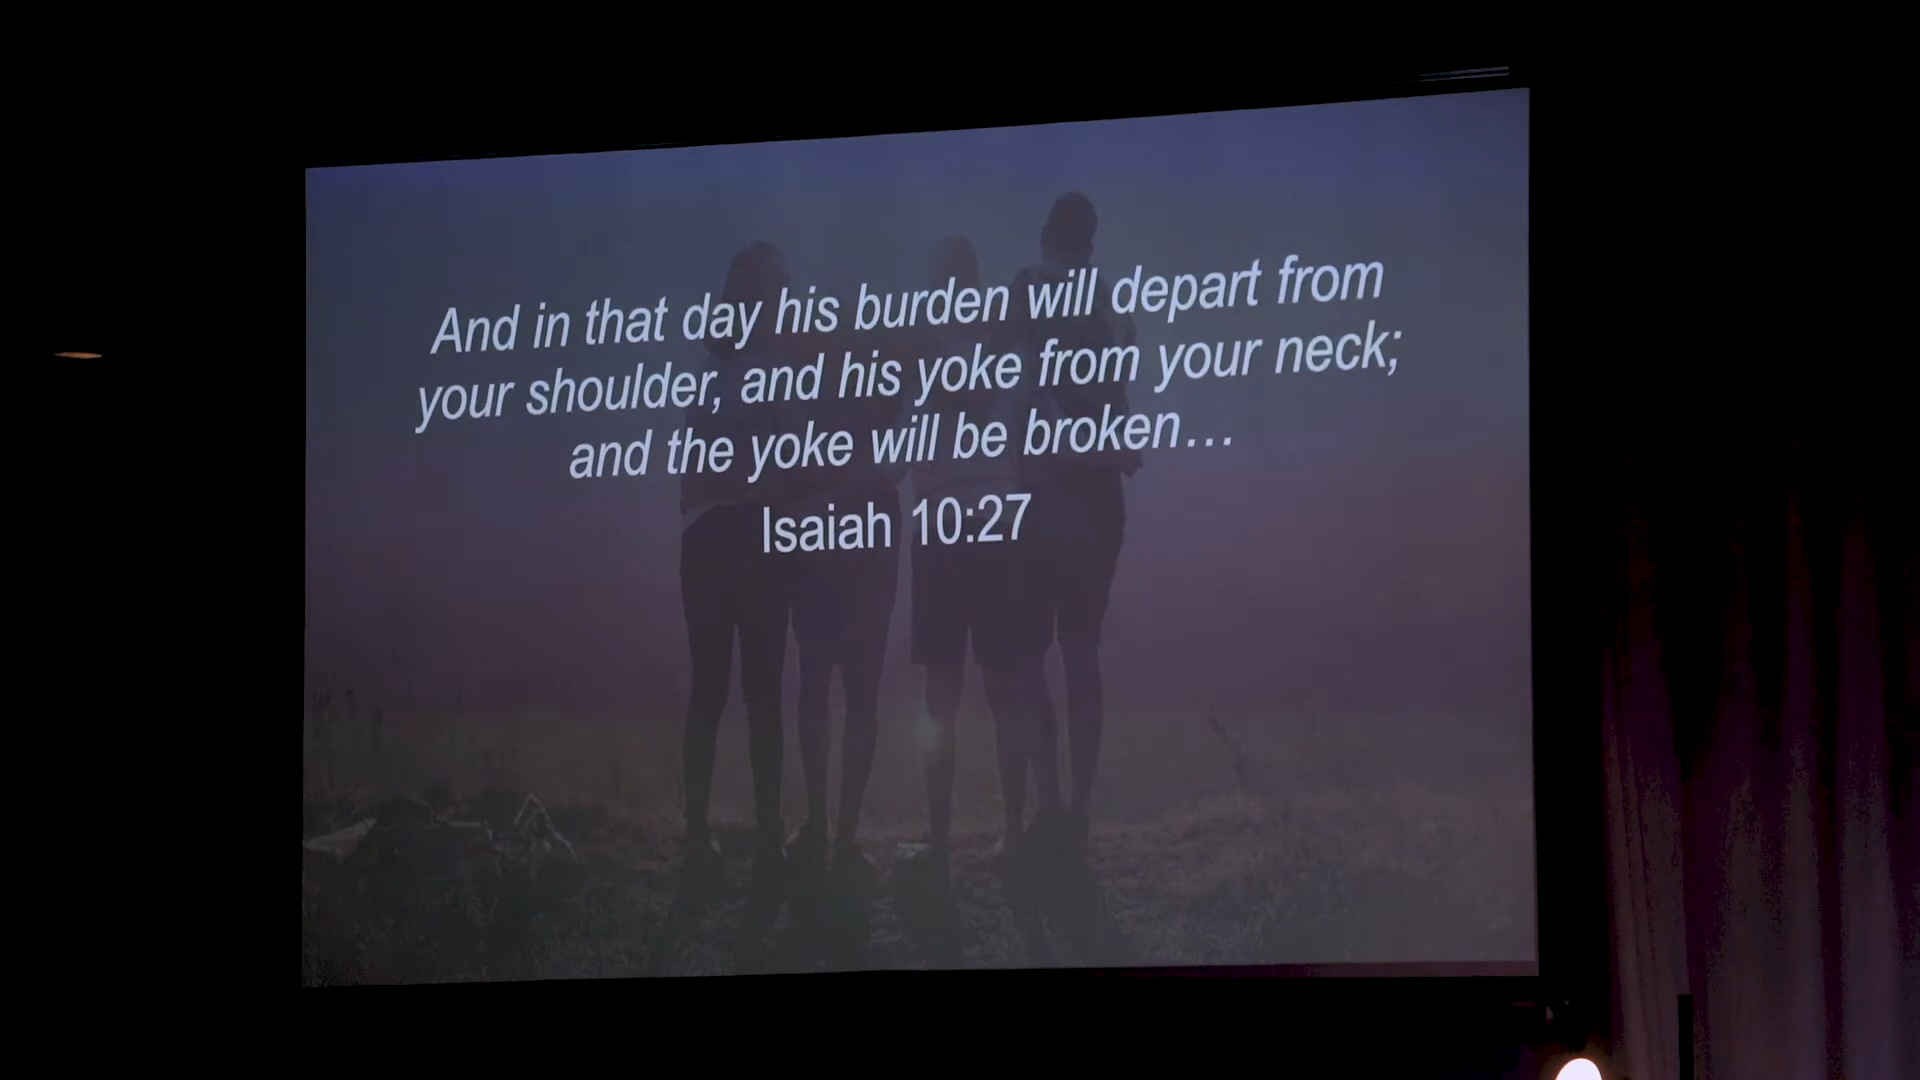 And in that day his burden will depart from
your shoulder, and his yoke from your neck;
and the yoke will be broken…
Isaiah 10:27